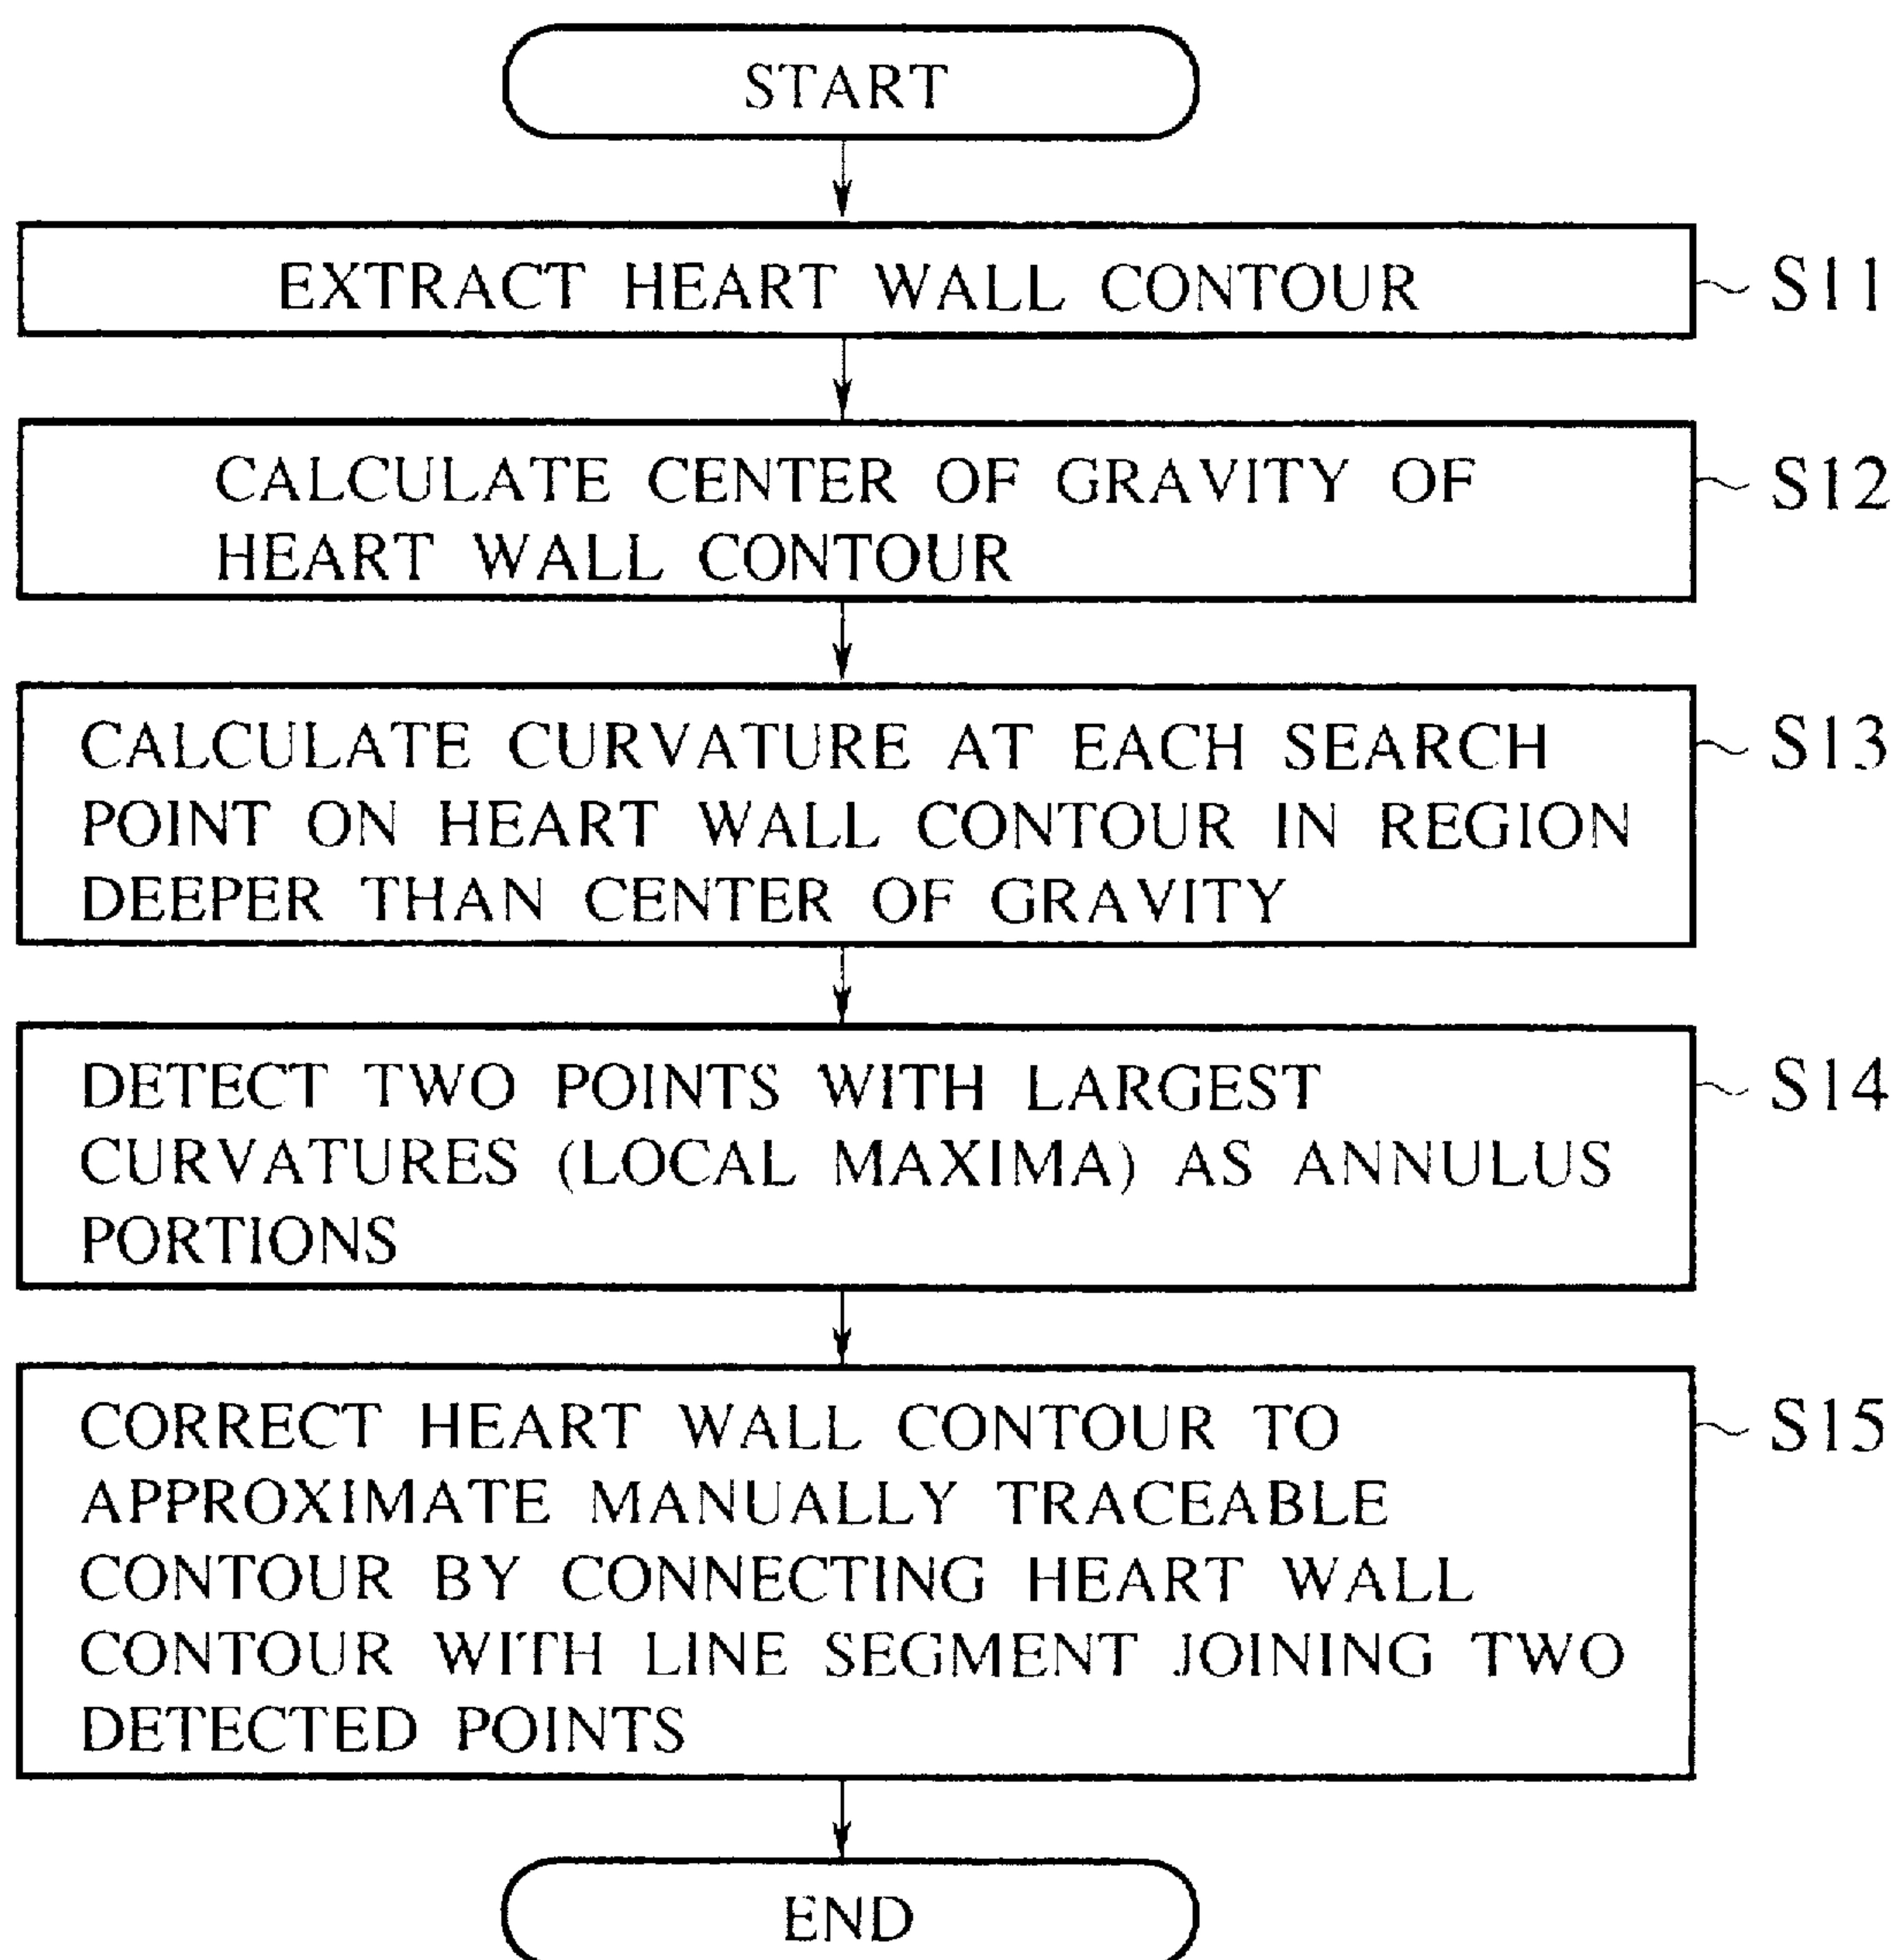 START
EXTRACT HEART WALL CONTOUR
S11
CALCULATE CENTER OF GRAVITY OF
HEART WALL CONTOUR
S12
CALCULATE CURVATURE AT EACH SEARCH
POINT ON HEART WALL CONTOUR IN REGION
DEEPER THAN CENTER OF GRAVITY
S13
DETECT TWO POINTS WITH LARGEST
CURVATURES (LOCAL MAXIMA) AS ANNULUS
PORTIONS
S14
CORRECT HEART WALL CONTOUR TO
APPROXIMATE MANUALLY TRACEABLE
CONTOUR BY CONNECTING HEART WALL
CONTOUR WITH LINE SEGMENT JOINING TWO
DETECTED POINTS
S15
END